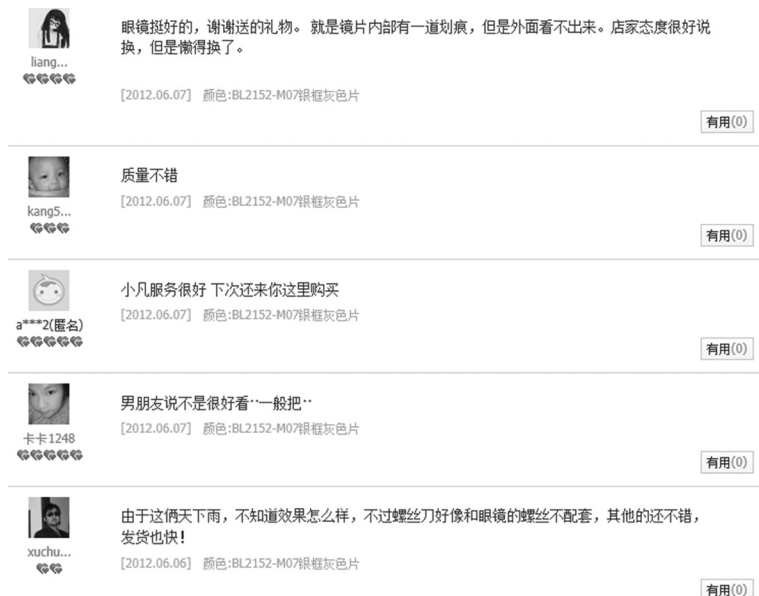 眼镜挺好的，谢谢送的礼物。 就是镜片内部有一道划痕，但是外面看不出来。店家态度很好说
换，但是懒得换了。
liang...
[2012.06.07] 颜色:BL2152-M07银框灰色片
有用(0)
质量不错
[2012.06.07] 颜色:BL2152-M07银框灰色片
kang5...
有用(0)
小凡服务很好 下次还来你这里购买
[2012.06.07] 颜色:BL2152-M07银框灰色片
a***2(匿名)
有用(0)
男朋友说不是很好看··一般把··
[2012.06.07] 颜色:BL2152-M07银框灰色片
卡卡1248
有用(0)
由于这俩天下雨，不知道效果怎么样，不过螺丝刀好像和眼镜的螺丝不配套，其他的还不错，
发货也快！
xuchu...
[2012.06.06] 颜色:BL2152-M07银框灰色片
有用(0)